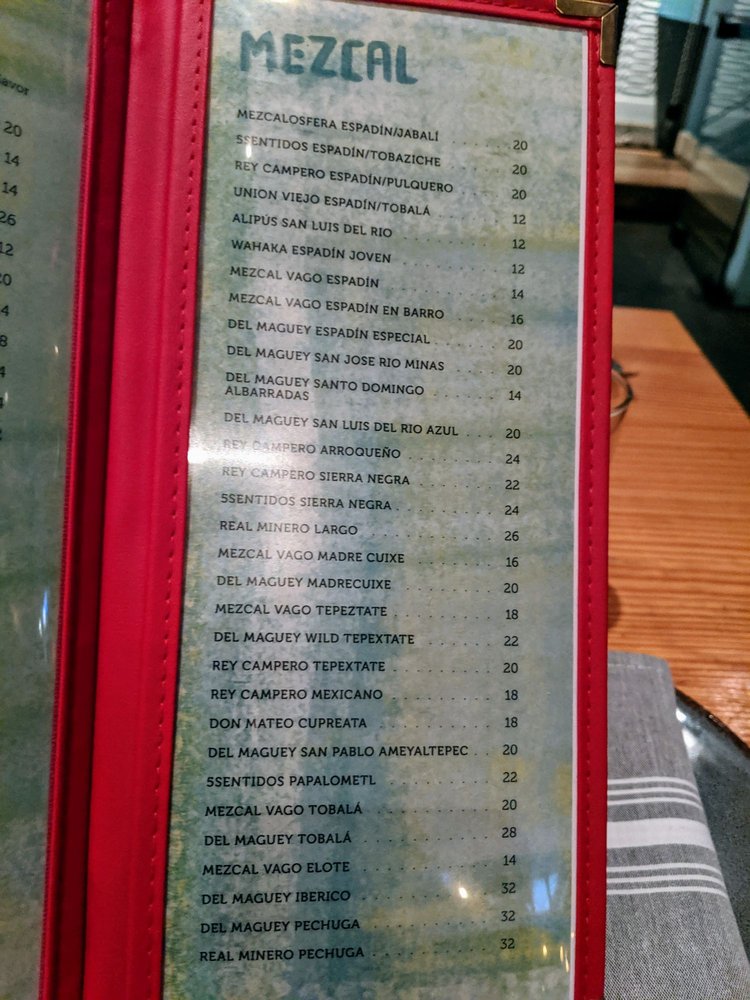 20
14
14
26
12
MEZCAL
MEZCALOSFERA ESPADÍN/JABALÍ . . . . . . 20
5SENTIDOS ESPADÍN/TOBAZICHE . . . . . . 20
REY CAMPERO ESPADÍN/PULQUERO . . . . . 20
UNION VIEJO ESPADÍN/TOBALÁ . . . . . . . 12
ALIPÚS SAN LUIS DEL RIO . . . . . . . . . 12
WAHAKA ESPADÍN JOVEN . . . . . . . . . 12
MEZCAL VAGO ESPADÍN . . . . . . . . . . 14
MEZCAL VAGO ESPADÍN EN BARRO . . . . . 16
DEL MAGUEY ESPADÍN ESPECIAL . . . . . . 20
DEL MAGUEY SAN JOSE RIO MINAS . . . . . 20
DEL MAGUEY SANTO DOMINGO
ALBARRADAS . . . . . . . 14
DEL MAGUEY SAN LUIS DEL RIO AZUL . . . . 20
REY CAMPERO ARROQUEÑO . . . . . . . . 24
REY CAMPERO SIERRA NEGRA . . . . . . . 22
5SENTIDOS SIERRA NEGRA . . . . . . . . . 24
REAL MINERO LARGO . . . . . . . . . . . 26
MEZCAL VAGO MADRE CUIXE . . . . . . . . 16
DEL MAGUEY MADRECUIXE . . . . . . . . . 20
MEZCAL VAGO TEPEZTATE . . . . . . . . . 18
DEL MAGUEY WILD TEPEXTATE . . . . . . . 22
REY CAMPERO TEPEXTATE . . . . . . . . . 20
REY CAMPERO MEXICANO . . . . . . . . . 18
DON MATEO CUPREATA . . . . . . . . . . 18
DEL MAGUEY SAN PABLO AMEYALTEPEC . . 20
5SENTIDOS PAPALOMETL . . . . . . . . . . 22
MEZCAL VAGO TOBALÁ . . . . . . . . . . . 20
DEL MAGUEY TOBALÁ . . . . . . . . . . . 28
MEZCAL VAGO ELOTE . . . . . . . . . . . 14
DEL MAGUEY IBERICO . . . . . . . . . . . 32
DEL MAGUEY PECHUGA . . . . . . . . . . 32
REAL MINERO PECHUGA . . . . . . . . . . 32